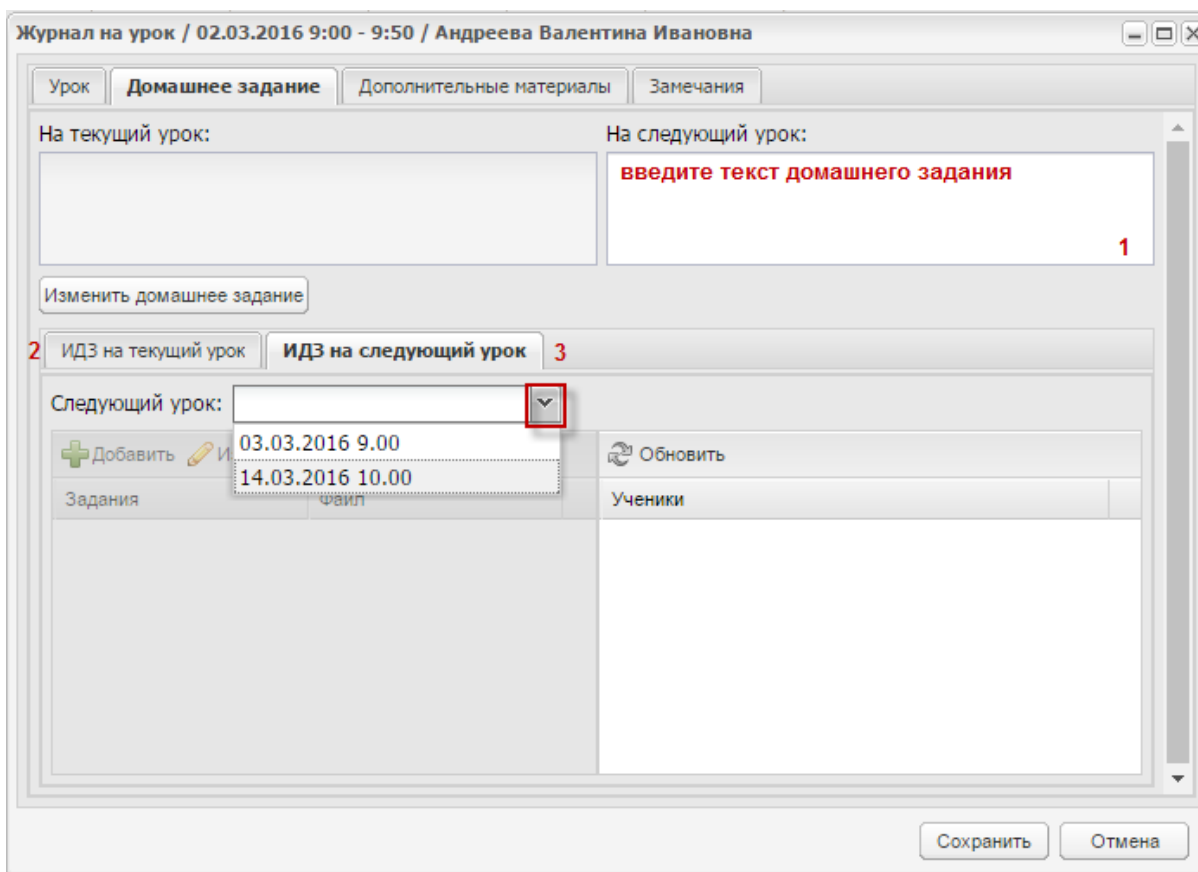 Журнал на урок / 02.03.2016 9:00 - 9:50 / Андреева Валентина Ивановна
Урок Домашнее задание Дополнительные материалы Замечания
На текущий урок: На следующий урок:
введите текст домашнего задания
1
Изменить домашнее задание
2 ИДЗ на текущий урок ИДЗ на следующий урок 3
Следующий урок:
03.03.2016 9.00
Добавить И Обновить
14.03.2016 10.00
Задания Файл Ученики
Сохранить Отмена